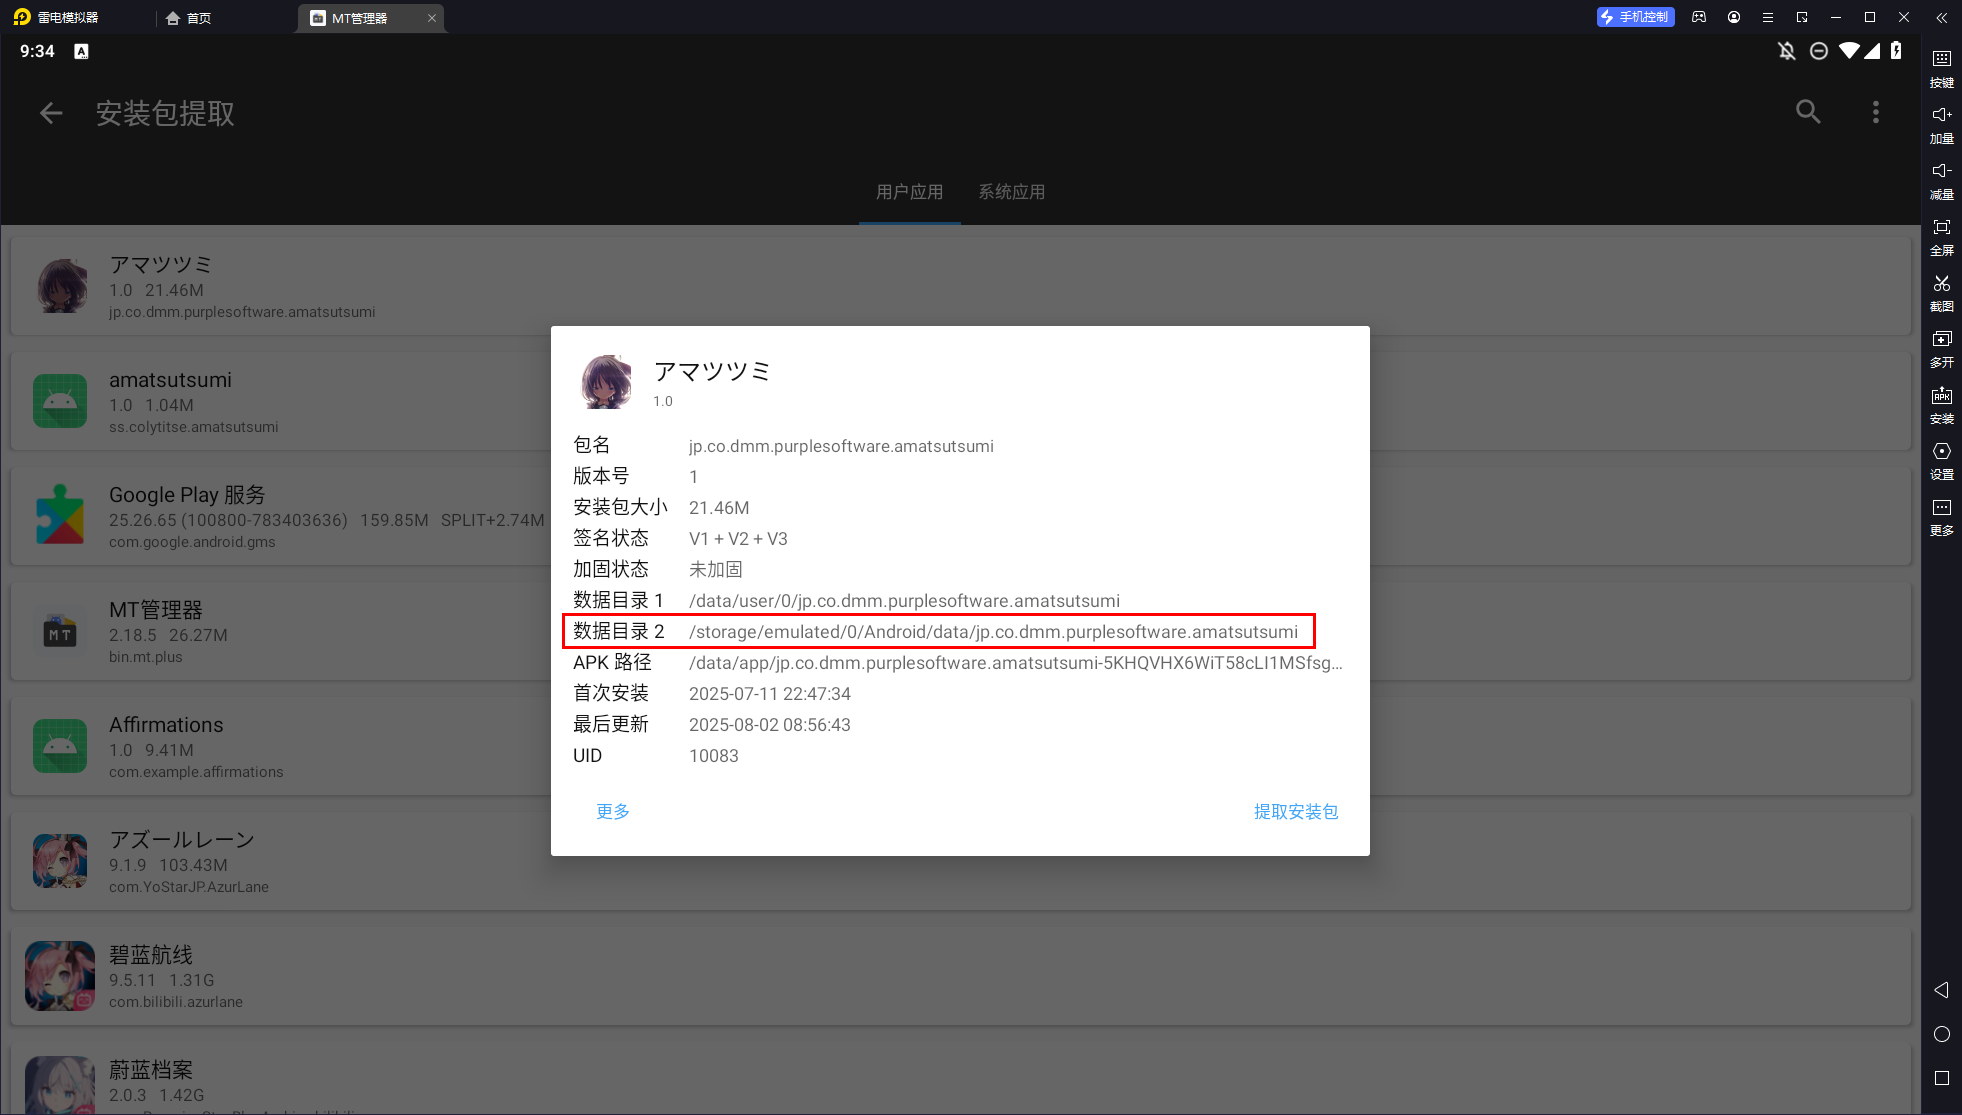 雷电模拟器
首页
MT管理器
手机控制
9:34
安装包提取
用户应用
系统应用
アマツツミ
1.0 21.46M
jp.co.dmm.purplesoftware.amatsutsumi
amatsutsumi
1.0 1.04M
ss.colytitse.amatsutsumi
Google Play 服务
25.26.65 (100800-783403636) 159.85M SPLIT+2.74M
com.google.android.gms
MT管理器
2.18.5 26.27M
bin.mt.plus
Affirmations
1.0 9.41M
com.example.affirmations
アズールレーン
9.1.9 103.43M
com.YoStarJP.AzurLane
碧蓝航线
9.5.11 1.31G
com.bilibili.azurlane
蔚蓝档案
2.0.3 1.42G
アマツツミ
1.0
包名 jp.co.dmm.purplesoftware.amatsutsumi
版本号 1
安装包大小 21.46M
签名状态 V1 + V2 + V3
加固状态 未加固
数据目录 1 /data/user/0/jp.co.dmm.purplesoftware.amatsutsumi
数据目录 2 /storage/emulated/0/Android/data/jp.co.dmm.purplesoftware.amatsutsumi
APK 路径 /data/app/jp.co.dmm.purplesoftware.amatsutsumi-5KHQVHX6WiT58cLI1MSfsg...
首次安装 2025-07-11 22:47:34
最后更新 2025-08-02 08:56:43
UID 10083
更多
提取安装包
按键
加量
减量
全屏
截图
多开
安装
设置
更多